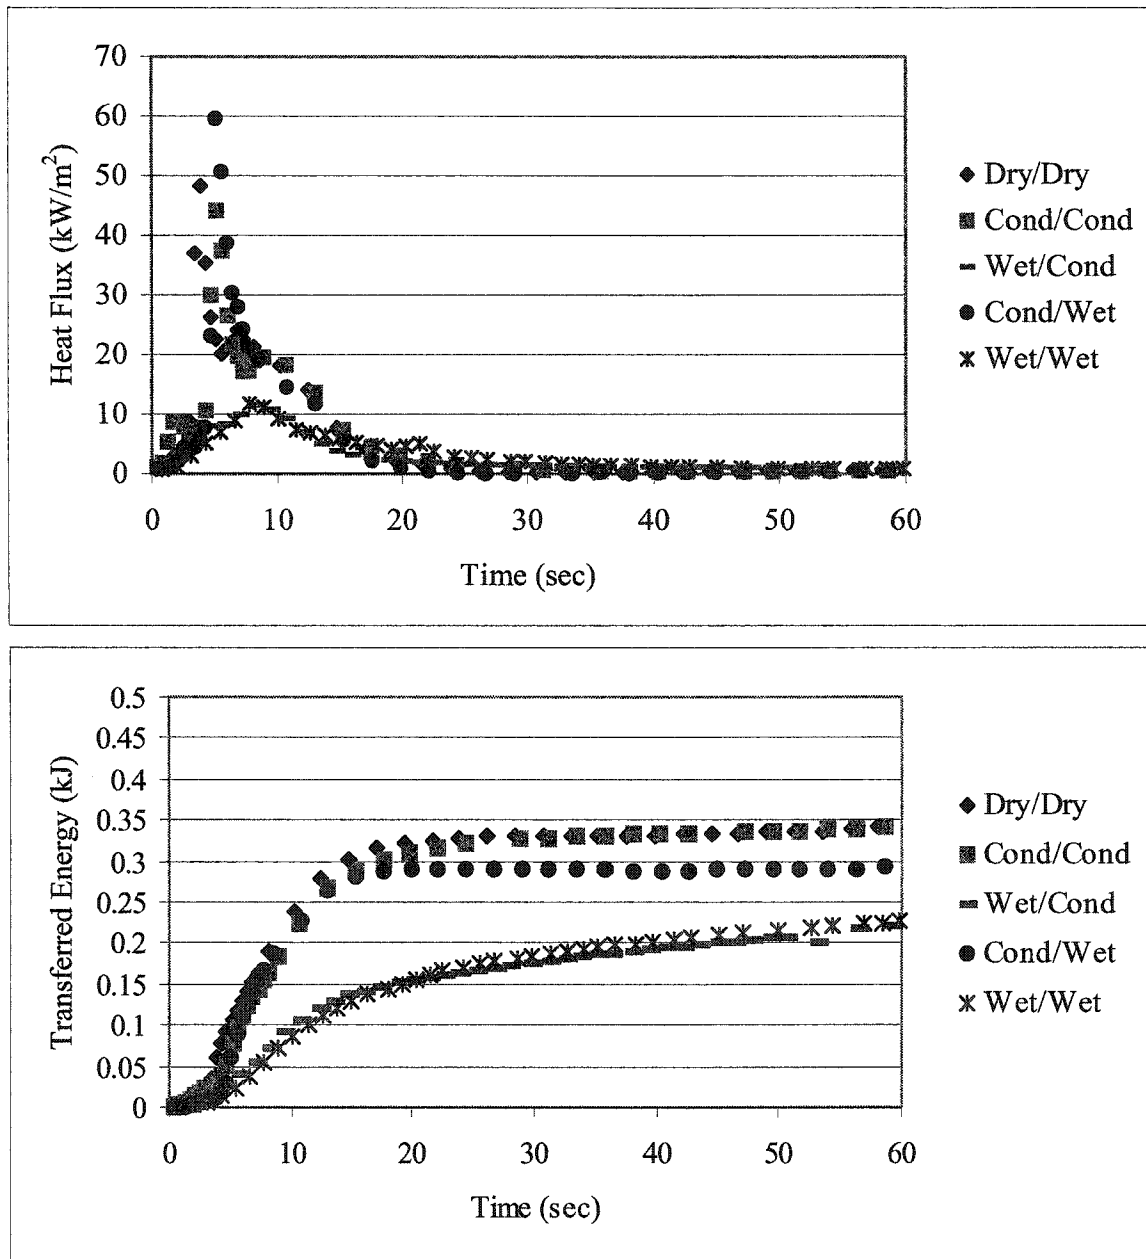 70
60
50
40
30
20
10
0
Heat Flux (kW/m²)
0 10 20 30 40 50 60
Time (sec)
Dry/Dry
Cond/Cond
Wet/Cond
Cond/Wet
Wet/Wet
0.5
0.45
0.4
0.35
0.3
0.25
0.2
0.15
0.1
0.05
0
Transferred Energy (kJ)
0 10 20 30 40 50 60
Time (sec)
Dry/Dry
Cond/Cond
Wet/Cond
Cond/Wet
Wet/Wet